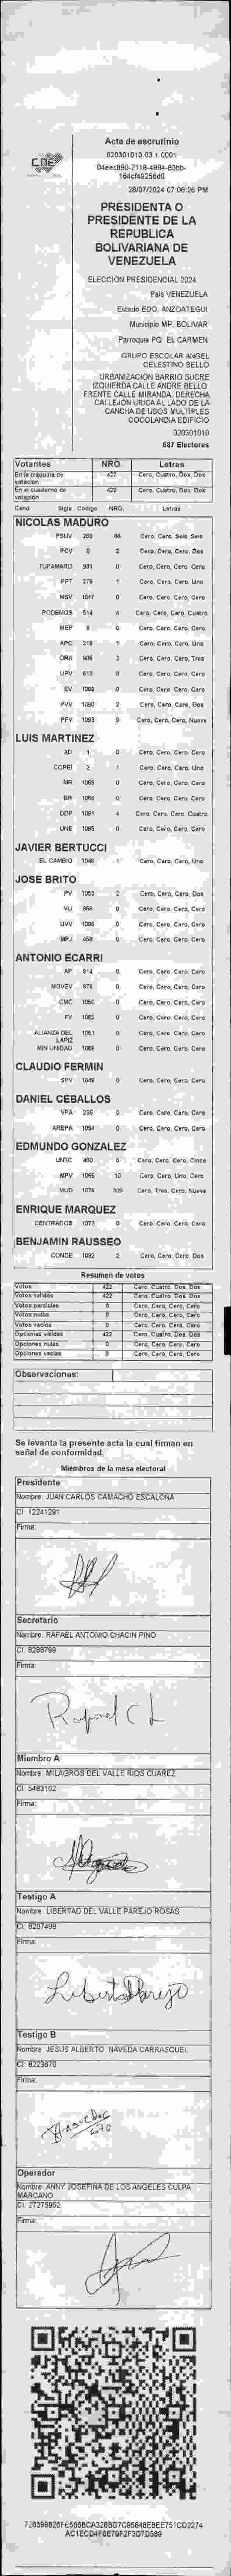 CNE
Acta de escrutinio
020301010.03.1.0001
28/07/2024 07:06:26 PM
PRESIDENTA O
PRESIDENTE DE LA
REPUBLICA
BOLIVARIANA DE
VENEZUELA
ELECCIÓN PRESIDENCIAL 2024
País VENEZUELA
Estado EDO. ANZOATEGUI
Municipio MP. BOLIVAR
Parroquia PQ. EL CARMEN
GRUPO ESCOLAR ANGEL
CELESTINO BELLO
URBANIZACIÓN BARRIO SUCRE
IZQUIERDA CALLE ANDRE BELLO.
FRENTE CALLE MIRANDA. DERECHA
CALLEJÓN URICA AL LADO DE LA
CANCHA DE USOS MULTIPLES
COCOLANDIA EDIFICIO
020301010
687 Electores
Votantes NRO. Letras
En la máquina de votación 422 Cero, Cuatro, Dos, Dos
En el cuaderno de votación 422 Cero, Cuatro, Dos, Dos
Cand Sigla Código NRO. Letras
NICOLAS MADURO
PSUV 209 66 Cero, Cero, Seis, Seis
PCV 8 2 Cero, Cero, Cero, Dos
TUPAMARO 931 0 Cero, Cero, Cero, Cero
PPT 276 1 Cero, Cero, Cero, Uno
MSV 1017 0 Cero, Cero, Cero, Cero
PODEMOS 514 4 Cero, Cero, Cero, Cuatro
MEP 6 0 Cero, Cero, Cero, Cero
APC 219 1 Cero, Cero, Cero, Uno
ORA 906 3 Cero, Cero, Cero, Tres
UPV 613 0 Cero, Cero, Cero, Cero
EV 1089 0 Cero, Cero, Cero, Cero
PVV 1090 2 Cero, Cero, Cero, Dos
PFV 1093 9 Cero, Cero, Cero, Nueve
LUIS MARTINEZ
AD 1 0 Cero, Cero, Cero, Cero
COPEI 2 1 Cero, Cero, Cero, Uno
MR 1065 0 Cero, Cero, Cero, Cero
BR 1066 0 Cero, Cero, Cero, Cero
DDP 1091 4 Cero, Cero, Cero, Cuatro
UNE 1095 0 Cero, Cero, Cero, Cero
JAVIER BERTUCCI
EL CAMBIO 1048 1 Cero, Cero, Cero, Uno
JOSE BRITO
PV 1053 2 Cero, Cero, Cero, Dos
VU 868 0 Cero, Cero, Cero, Cero
UVV 1096 0 Cero, Cero, Cero, Cero
MPJ 458 0 Cero, Cero, Cero, Cero
ANTONIO ECARRI
AP 814 0 Cero, Cero, Cero, Cero
MOVEV 976 0 Cero, Cero, Cero, Cero
CMC 1050 0 Cero, Cero, Cero, Cero
FV 1062 0 Cero, Cero, Cero, Cero
ALIANZA DEL LAPIZ 1061 0 Cero, Cero, Cero, Cero
MIN UNIDAD 1068 0 Cero, Cero, Cero, Cero
CLAUDIO FERMIN
SPV 1049 0 Cero, Cero, Cero, Cero
DANIEL CEBALLOS
VPA 236 0 Cero, Cero, Cero, Cero
AREPA 1094 0 Cero, Cero, Cero, Cero
EDMUNDO GONZALEZ
UNTC 480 5 Cero, Cero, Cero, Cinco
MPV 1069 10 Cero, Cero, Uno, Cero
MUD 1076 309 Cero, Tres, Cero, Nueve
ENRIQUE MARQUEZ
CENTRADOS 1073 0 Cero, Cero, Cero, Cero
BENJAMIN RAUSSEO
CONDE 1092 2 Cero, Cero, Cero, Dos
Resumen de votos
Votos 422 Cero, Cuatro, Dos, Dos
Votos validos 422 Cero, Cuatro, Dos, Dos
Votos parciales 0 Cero, Cero, Cero, Cero
Votos nulos 0 Cero, Cero, Cero, Cero
Votos vacíos 0 Cero, Cero, Cero, Cero
Opciones validas 422 Cero, Cuatro, Dos, Dos
Opciones nulas 0 Cero, Cero, Cero, Cero
Opciones vacías 0 Cero, Cero, Cero, Cero
Observaciones:
Se levanta la presente acta la cual firman en
señal de conformidad.
Miembros de la mesa electoral
Presidente
Nombre: JUAN CARLOS CAMACHO ESCALONA
CI: 12241291
Firma:
Secretario
Nombre: RAFAEL ANTONIO CHACIN PINO
CI: 8288799
Firma:
Rafael Ch
Miembro A
Nombre: MILAGROS DEL VALLE RIOS CUAREZ
CI: 5483102
Firma:
Testigo A
Nombre: LIBERTAD DEL VALLE PAREJO ROSAS
CI: 8207499
Firma:
Libertad Parejo
Testigo B
Nombre: JESUS ALBERTO NAVEDA CARRASQUEL
CI: 8223670
Firma:
Operador
Nombre: ANNY JOSEFINA DE LOS ANGELES CULPA
MARCANO
CI: 27275952
Firma: